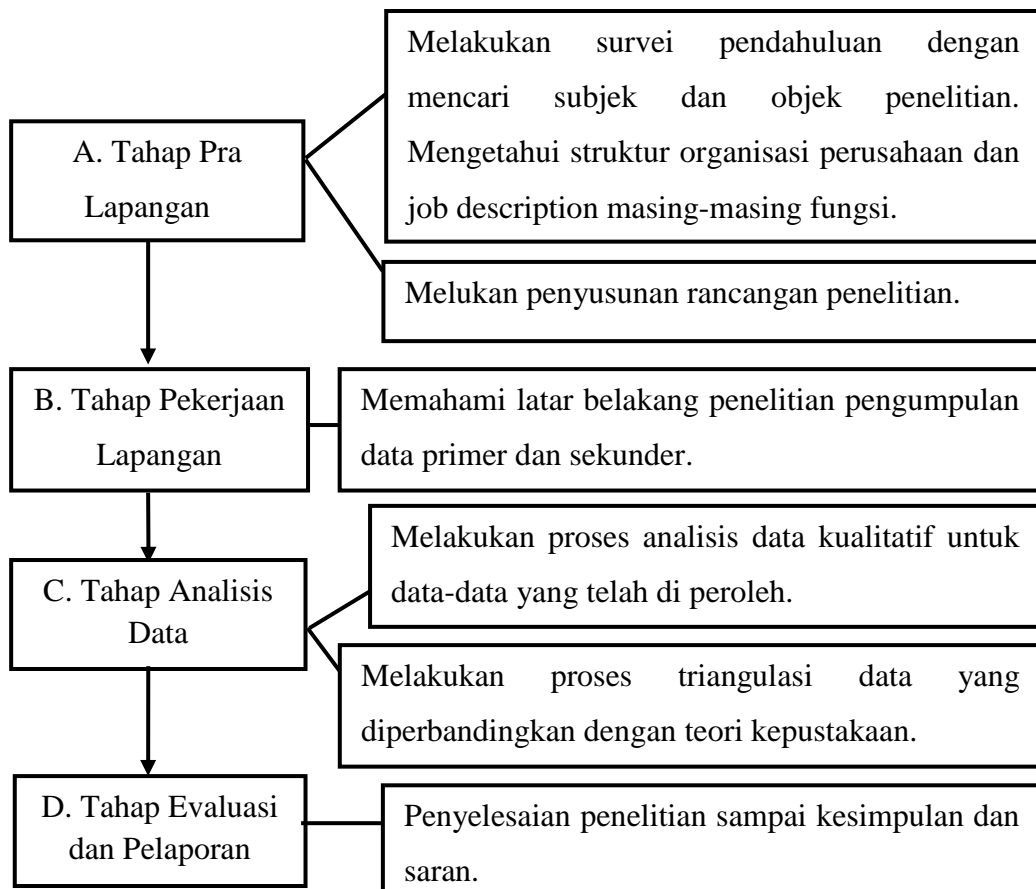 Melakukan survei pendahuluan dengan
mencari subjek dan objek penelitian.
Mengetahui struktur organisasi perusahaan dan
job description masing-masing fungsi.
A. Tahap Pra
Lapangan
Melukan penyusunan rancangan penelitian.
B. Tahap Pekerjaan
Lapangan
Memahami latar belakang penelitian pengumpulan
data primer dan sekunder.
C. Tahap Analisis
Data
Melakukan proses analisis data kualitatif untuk
data-data yang telah di peroleh.
Melakukan proses triangulasi data yang
diperbandingkan dengan teori kepustakaan.
D. Tahap Evaluasi
dan Pelaporan
Penyelesaian penelitian sampai kesimpulan dan
saran.